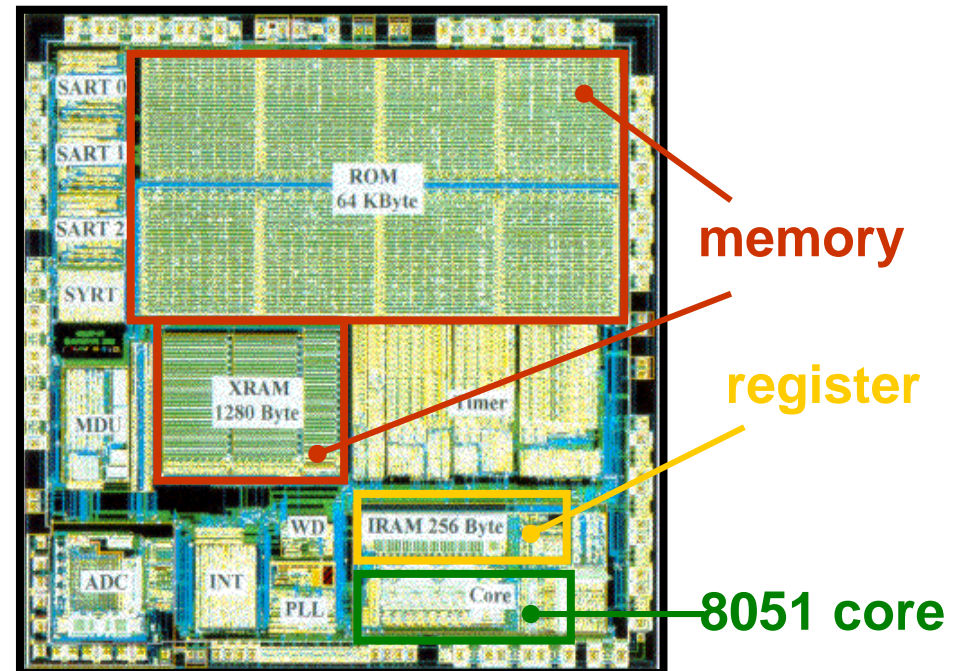 SART 0
SART 1
ROM
64 KByte
SART 2
memory
SYRT
XRAM
1280 Byte
Timer
register
MDU
IRAM 256 Byte
WD
ADC
INT
PLL
Core
8051 core